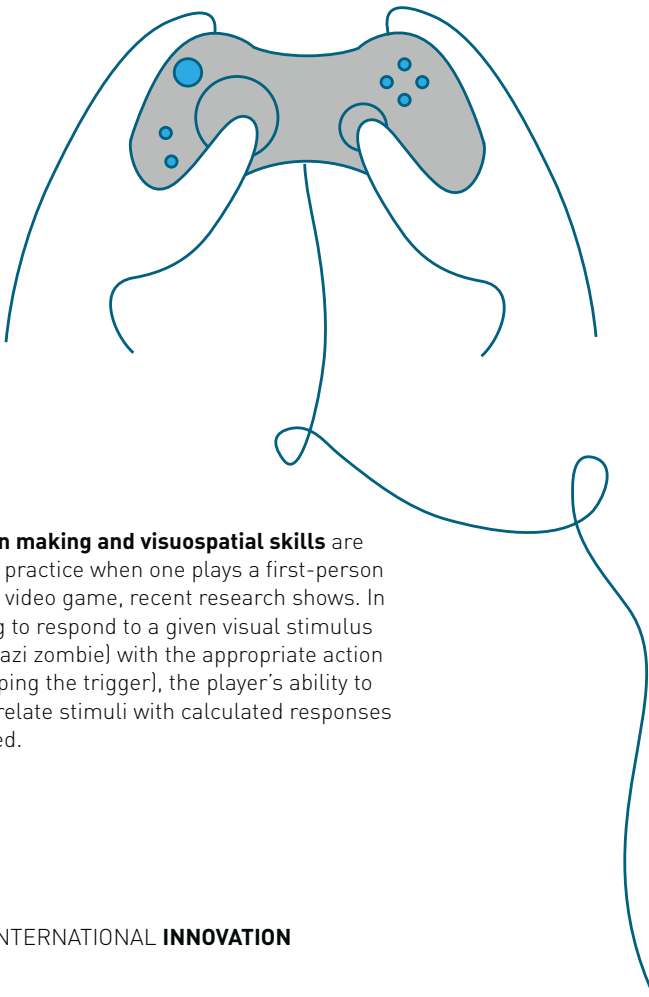 n making and visuospatial skills are
practice when one plays a first-person
video game, recent research shows. In
g to respond to a given visual stimulus
azi zombie) with the appropriate action
ping the trigger), the player's ability to
relate stimuli with calculated responses
ed.
NTERNATIONAL INNOVATION